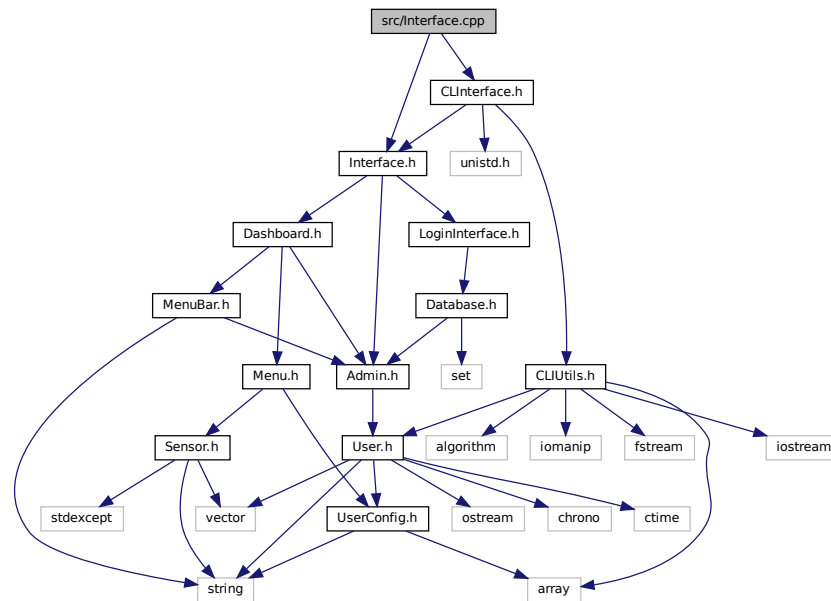 src/Interface.cpp
CLInterface.h
Interface.h
unistd.h
Dashboard.h
LoginInterface.h
MenuBar.h
Database.h
Menu.h
Admin.h
set
CLIUtils.h
Sensor.h
User.h
algorithm
iomanip
fstream
iostream
stdexcept
vector
UserConfig.h
ostream
chrono
ctime
string
array